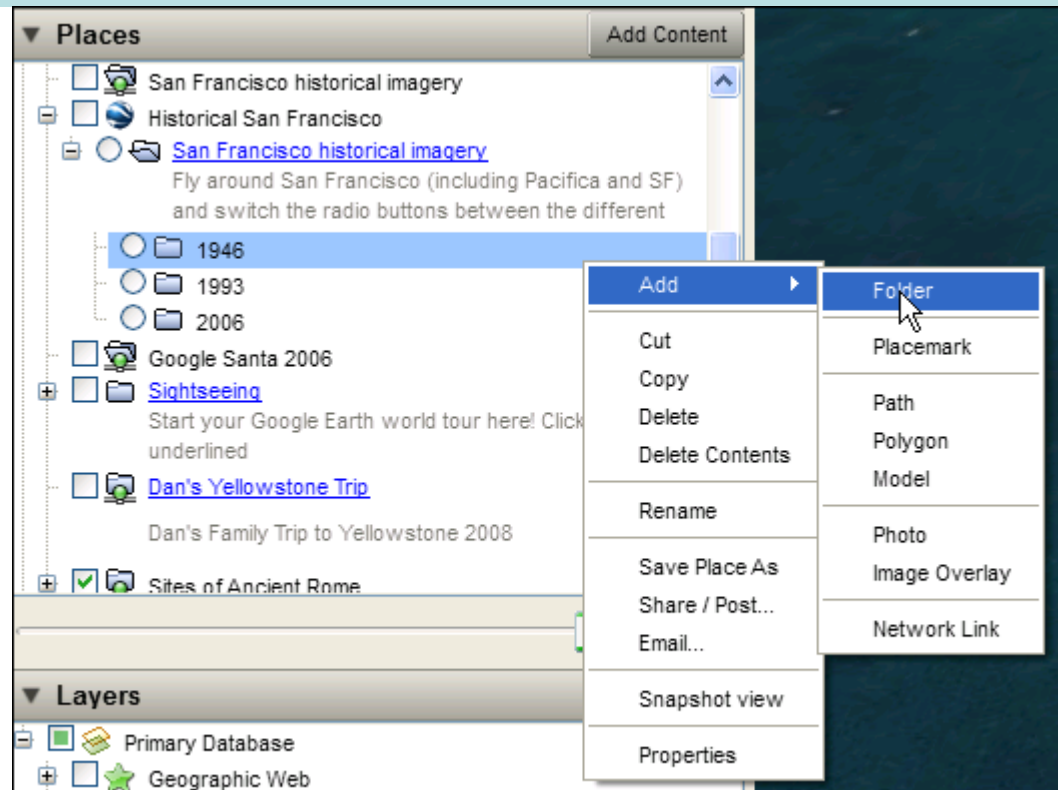 Places
Add Content
San Francisco historical imagery
Historical San Francisco
San Francisco historical imagery
Fly around San Francisco (including Pacifica and SF)
and switch the radio buttons between the different
1946
1993
2006
Google Santa 2006
Sightseeing
Start your Google Earth world tour here! Click
underlined
Dan's Yellowstone Trip
Dan's Family Trip to Yellowstone 2008
Sites of Ancient Rome
Layers
Primary Database
Geographic Web
Add
Cut
Copy
Delete
Delete Contents
Rename
Save Place As
Share / Post...
Email...
Snapshot view
Properties
Folder
Placemark
Path
Polygon
Model
Photo
Image Overlay
Network Link